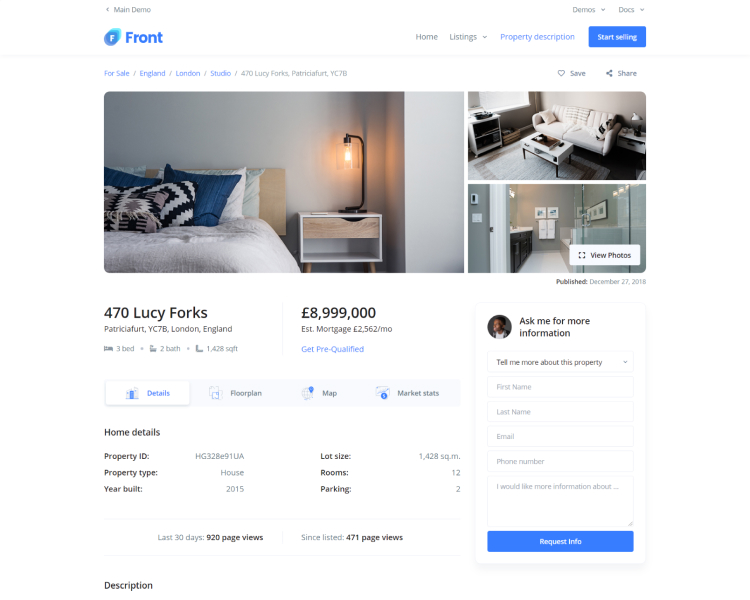 Main Demo
Demos
Docs
Front
Home
Listings
Property description
Start selling
For Sale / England / London / Studio / 470 Lucy Forks, Patriciafurt, YC7B
Save
Share
View Photos
Published: December 27, 2018
470 Lucy Forks
Patriciafurt, YC7B, London, England
3 bed
2 bath
1,428 sqft
£8,999,000
Est. Mortgage £2,562/mo
Get Pre-Qualified
Details
Floorplan
Map
Market stats
Home details
Property ID: HG328e91UA
Property type: House
Year built: 2015
Lot size: 1,428 sq.m.
Rooms: 12
Parking: 2
Last 30 days: 920 page views
Since listed: 471 page views
Description
Ask me for more
information
Tell me more about this property
First Name
Last Name
Email
Phone number
I would like more information about ...
Request Info